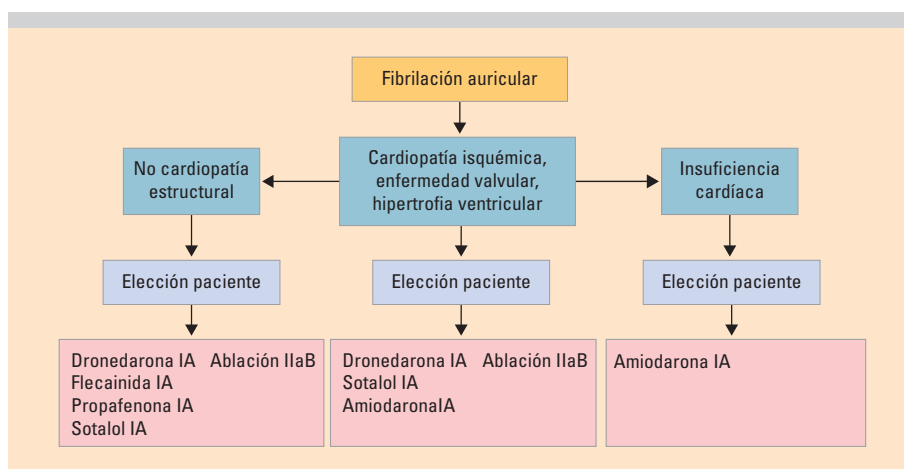 Fibrilación auricular
No cardiopatía
estructural
Cardiopatía isquémica,
enfermedad valvular,
hipertrofia ventricular
Insuficiencia
cardíaca
Elección paciente
Elección paciente
Elección paciente
Dronedarona IA Ablación IIaB
Flecainida IA
Propafenona IA
Sotalol IA
Dronedarona IA Ablación IIaB
Sotalol IA
AmiodaronaIA
Amiodarona IA